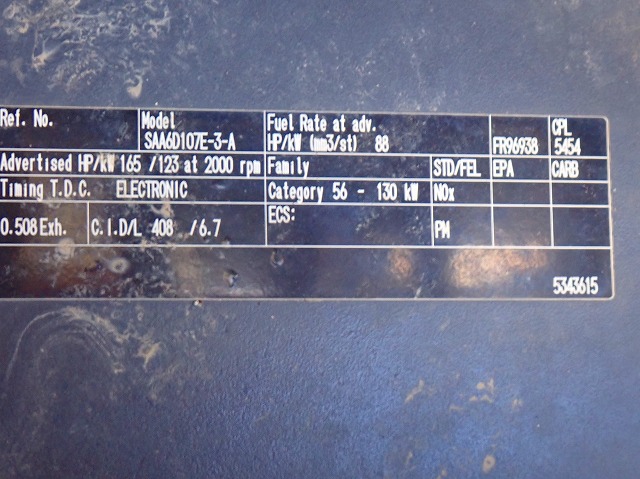 Ref. No. Model Fuel Rate at adv. CPL
SAA6D107E-3-A HP/kW (mm3/st) 88 FR96938 5454
Advertised HP/kW 165 /123 at 2000 rpm Family STD/FEL EPA CARB
Timing T.D.C. ELECTRONIC Category 56 - 130 kW NOx
ECS:
0.508Exh. C.I.D/L 408 /6.7 PM
5343615